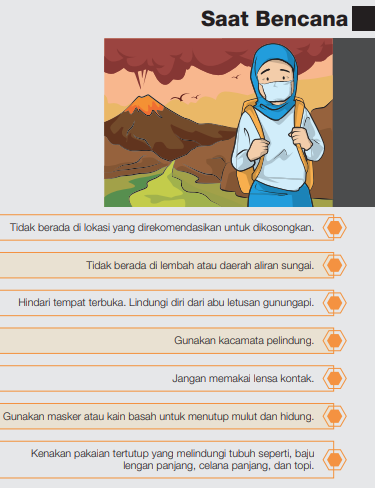 Saat Bencana
Tidak berada di lokasi yang direkomendasikan untuk dikosongkan.
Tidak berada di lembah atau daerah aliran sungai.
Hindari tempat terbuka. Lindungi diri dari abu letusan gunungapi.
Gunakan kacamata pelindung.
Jangan memakai lensa kontak.
Gunakan masker atau kain basah untuk menutup mulut dan hidung.
Kenakan pakaian tertutup yang melindungi tubuh seperti, baju
lengan panjang, celana panjang, dan topi.